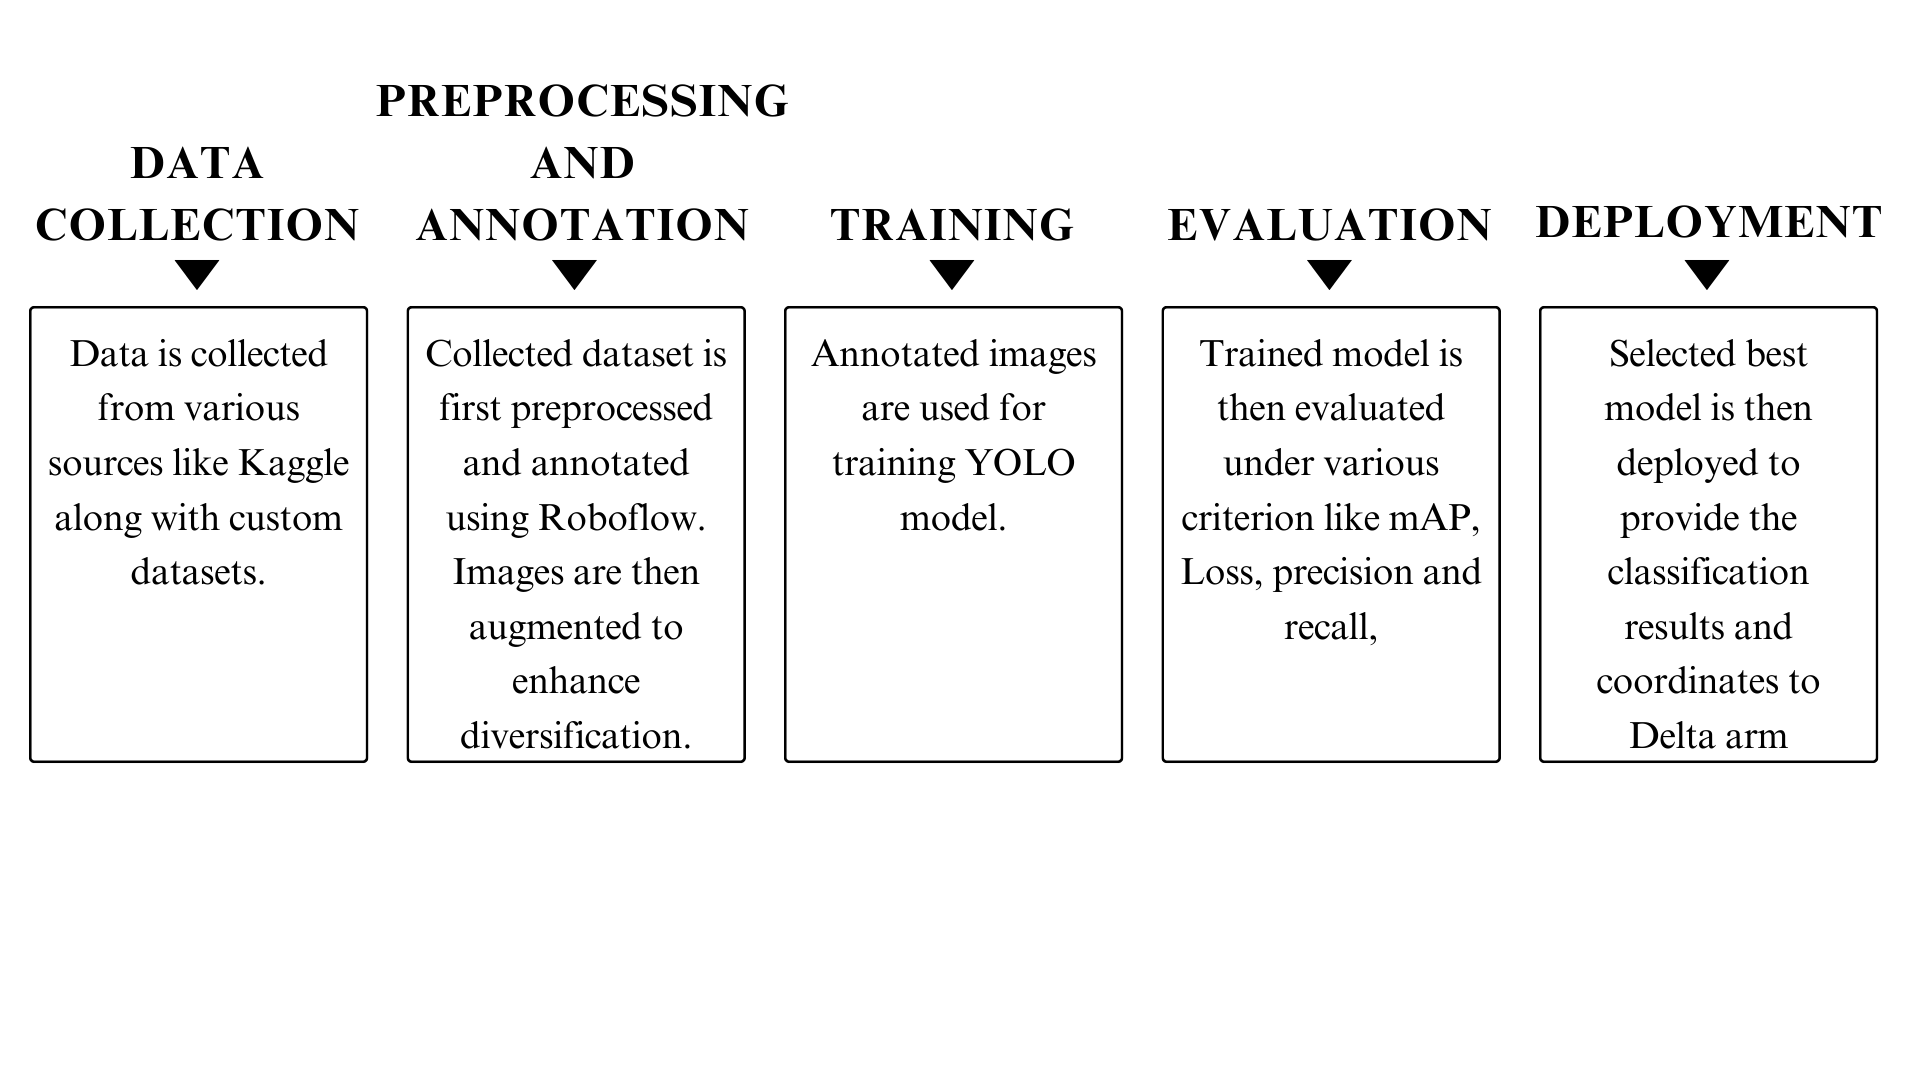 DATA
COLLECTION
Data is collected
from various
sources like Kaggle
along with custom
datasets.
PREPROCESSING
AND
ANNOTATION
Collected dataset is
first preprocessed
and annotated
using Roboflow.
Images are then
augmented to
enhance
diversification.
TRAINING
Annotated images
are used for
training YOLO
model.
EVALUATION
Trained model is
then evaluated
under various
criterion like mAP,
Loss, precision and
recall,
DEPLOYMENT
Selected best
model is then
deployed to
provide the
classification
results and
coordinates to
Delta arm